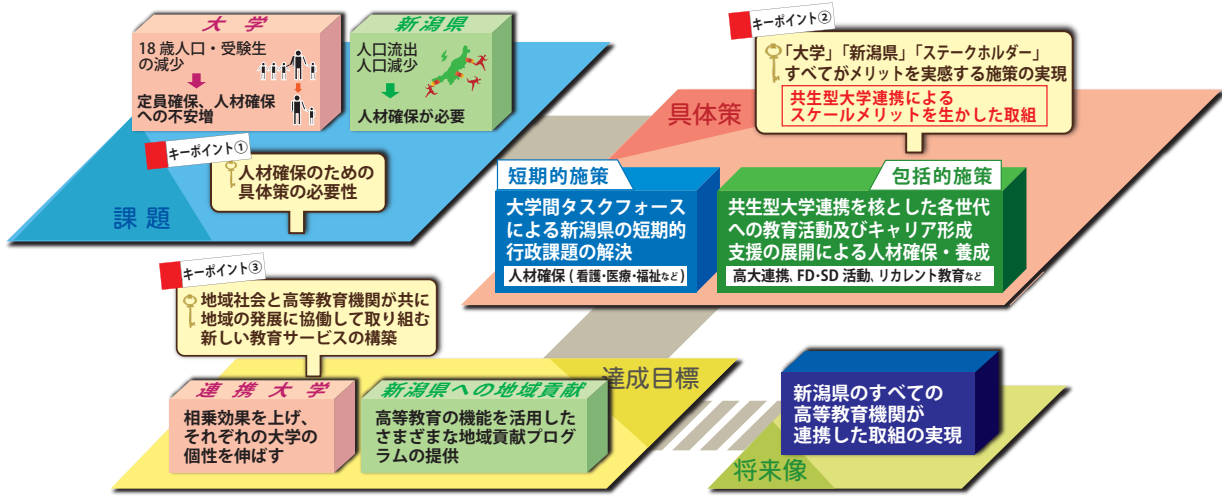 大学
18歳人口・受験生
の減少
定員確保、人材確保
への不安増
新潟県
人口流出
人口減少
人材確保が必要
キーポイント①
人材確保のための
具体策の必要性
課題
キーポイント②
「大学」「新潟県」「ステークホルダー」
すべてがメリットを実感する施策の実現
共生型大学連携による
スケールメリットを生かした取組
具体策
短期的施策
大学間タスクフォース
による新潟県の短期的
行政課題の解決
人材確保(看護・医療・福祉など)
包括的施策
共生型大学連携を核とした各世代
への教育活動及びキャリア形成
支援の展開による人材確保・養成
高大連携、FD・SD活動、リカレント教育など
キーポイント③
地域社会と高等教育機関が共に
地域の発展に協働して取り組む
新しい教育サービスの構築
達成目標
連携大学
相乗効果を上げ、
それぞれの大学の
個性を伸ばす
新潟県への地域貢献
高等教育の機能を活用した
さまざまな地域貢献プログ
ラムの提供
新潟県のすべての
高等教育機関が
連携した取組の実現
将来像